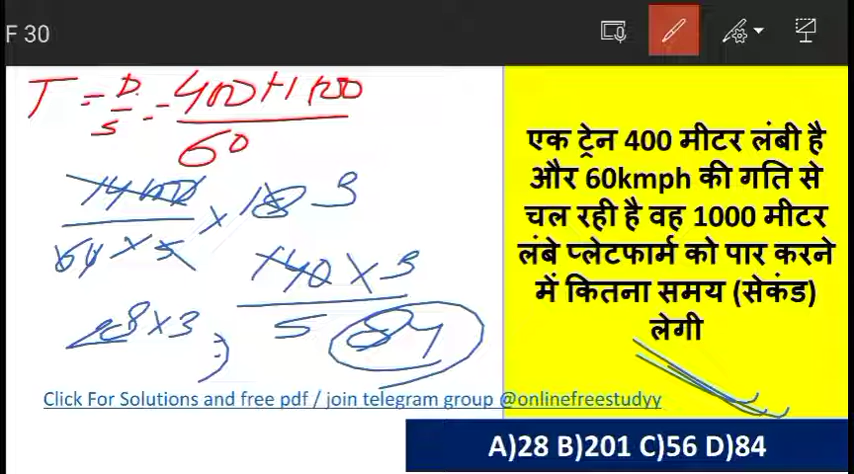 F 30
T = D/S = 400+1000/60
1400/60×5 × 18 3
140×3/5
28×3 = 84
एक ट्रेन 400 मीटर लंबी है
और 60kmph की गति से
चल रही है वह 1000 मीटर
लंबे प्लेटफार्म को पार करने
में कितना समय (सेकंड)
लेगी
Click For Solutions and free pdf / join telegram group @onlinefreestudyy
A)28 B)201 C)56 D)84